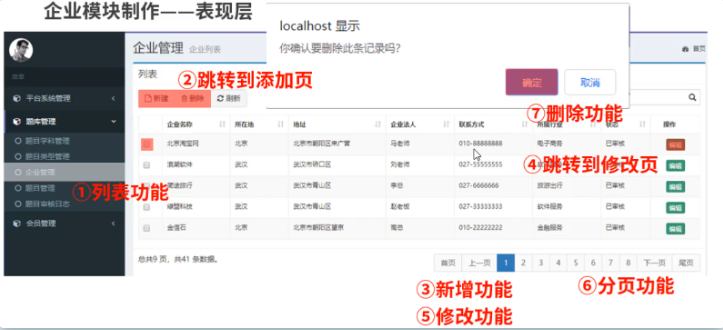 企业模块制作——表现层
localhost 显示
你确认要删除此条记录吗?
确定
取消
企业管理 企业列表
首页
列表
②跳转到添加页
新建
删除
刷新
⑦删除功能
平台系统管理
题库管理
题目学科管理
题目类型管理
企业管理
题目管理
题目审核日志
会员管理
①列表功能
企业名称 所在地 地址 企业法人 联系方式 所属行业 状态 操作
北京淘宝网 北京 北京市朝阳区来广营 马老师 010-88888888 电子商务 已审核 编辑
浪潮软件 武汉 武汉市硚口区 刘老师 027-55555555 已审核 编辑
④跳转到修改页
旅行 武汉 武汉市青山区 李总 027-6666666 旅游出行 已审核 编辑
绿盟科技 武汉 武汉市青山区 赵老板 027-33333333 软件服务 已审核 编辑
金信石 北京 北京市朝阳区望京 周总 010-22222222 金融服务 已审核 编辑
总共9 页，共41 条数据。
首页 上一页 1 2 3 4 5 6 7 8 下一页 尾页
③新增功能
⑥分页功能
⑤修改功能